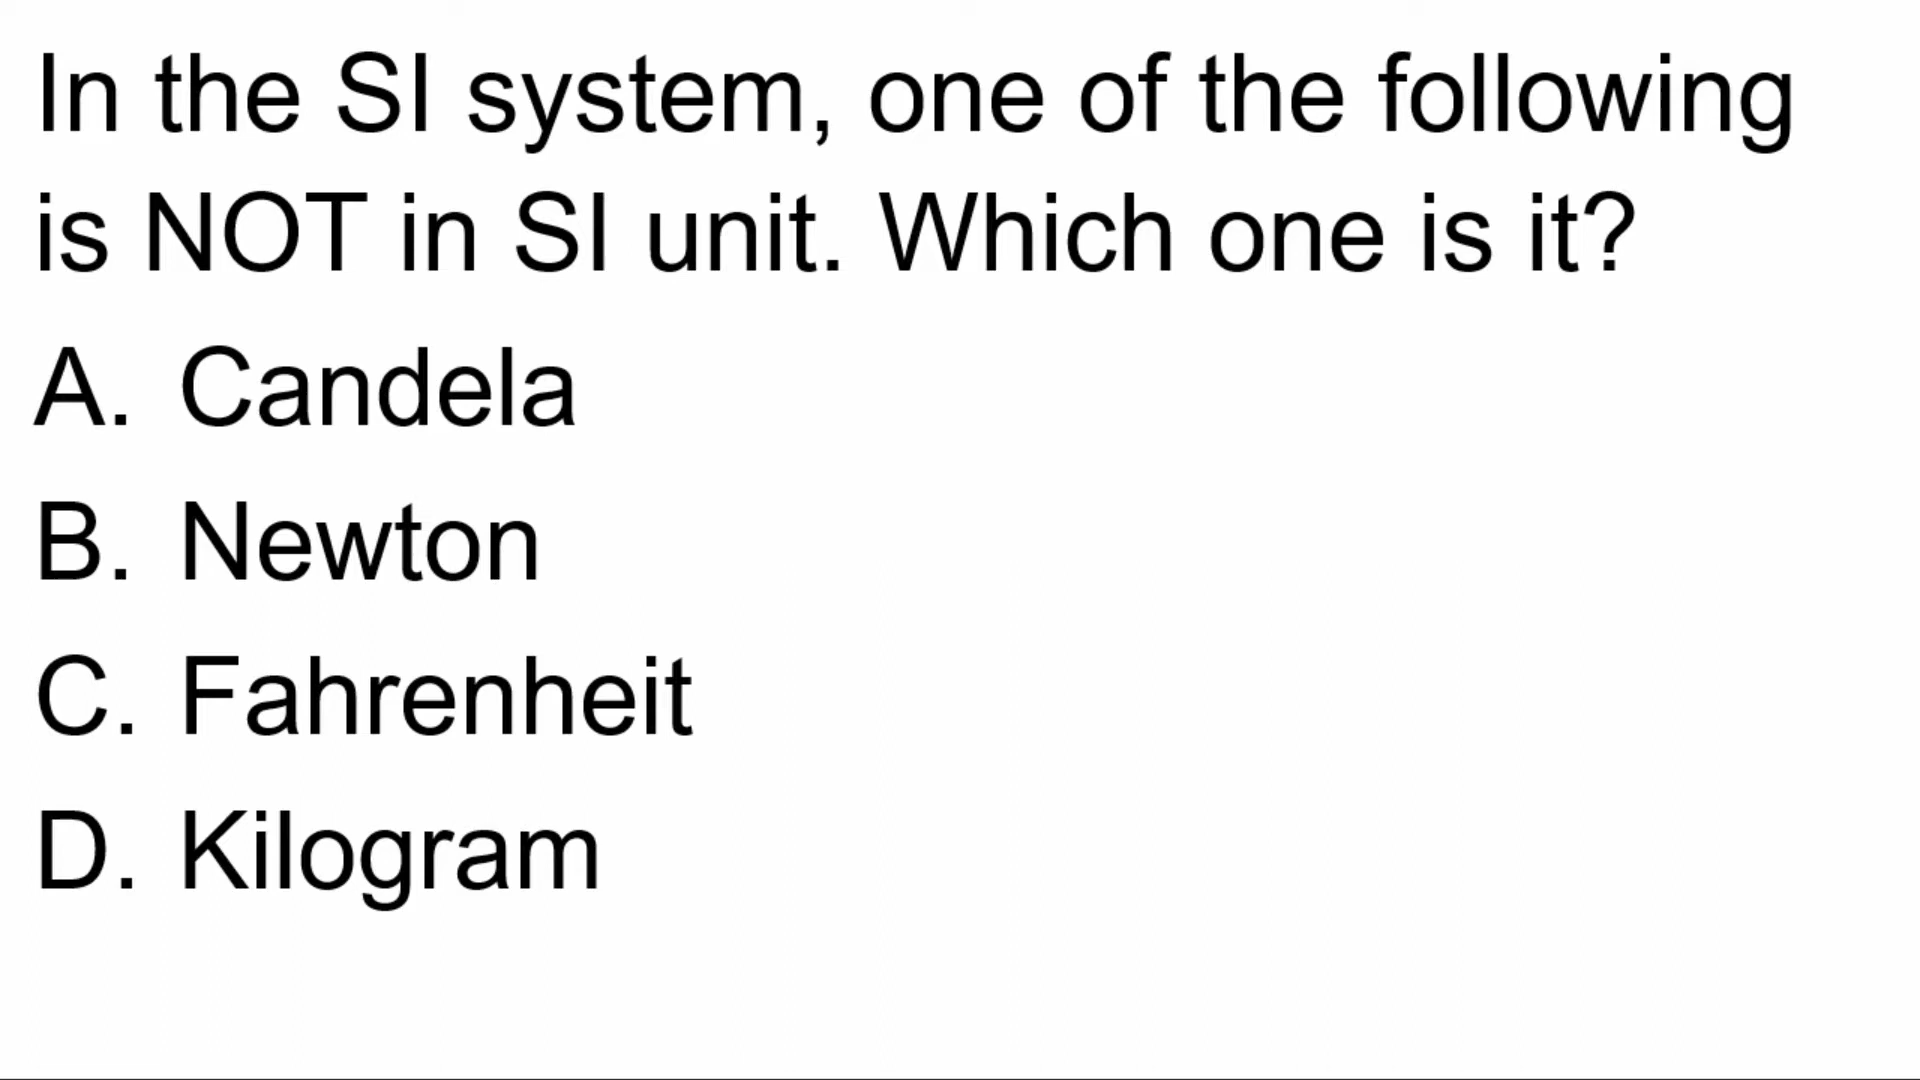 In the SI system, one of the following
is NOT in SI unit. Which one is it?
A. Candela
B. Newton
C. Fahrenheit
D. Kilogram